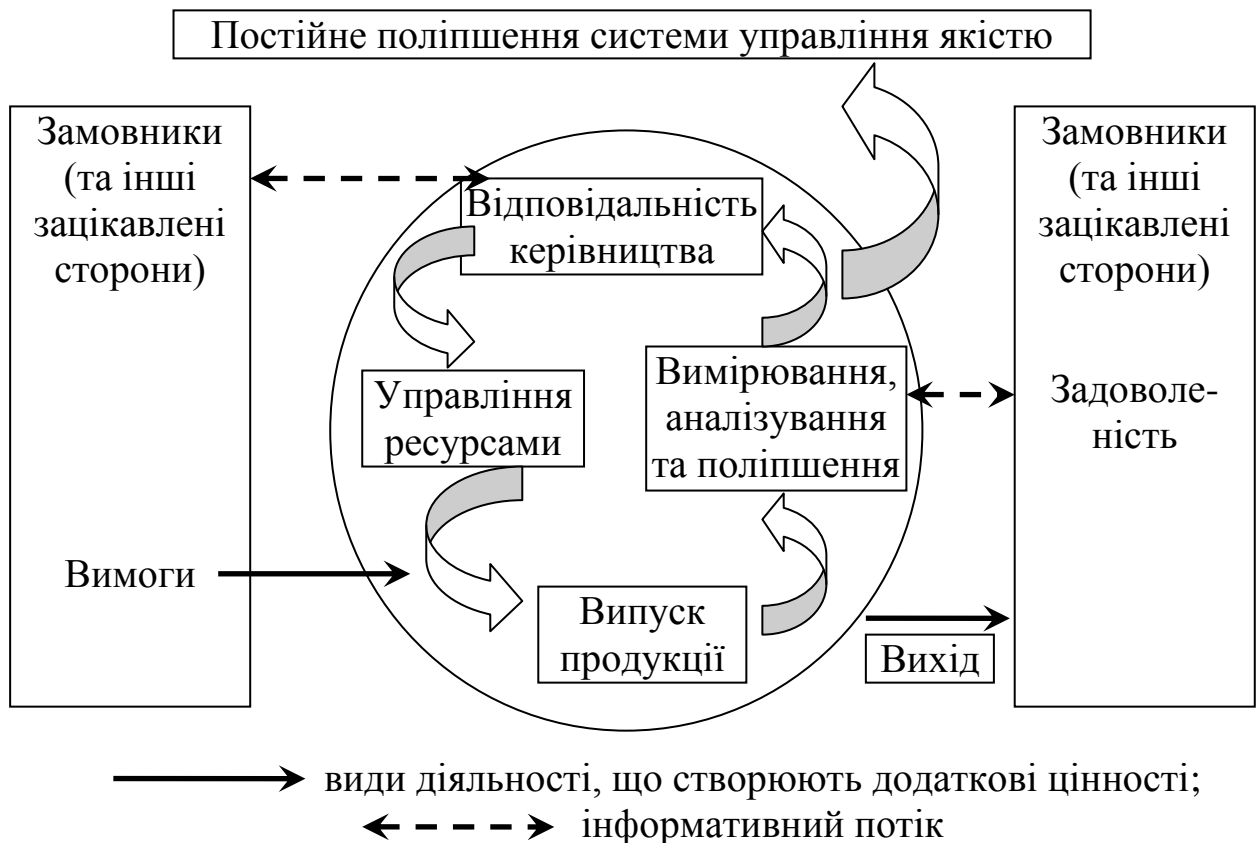 Постійне поліпшення системи управління якістю
Замовники
(та інші
зацікавлені
сторони)
Вимоги
Відповідальність
керівництва
Управління
ресурсами
Вимірювання,
аналізування
та поліпшення
Випуск
продукції
Вихід
Замовники
(та інші
зацікавлені
сторони)
Задоволе-
ність
види діяльності, що створюють додаткові цінності;
інформативний потік